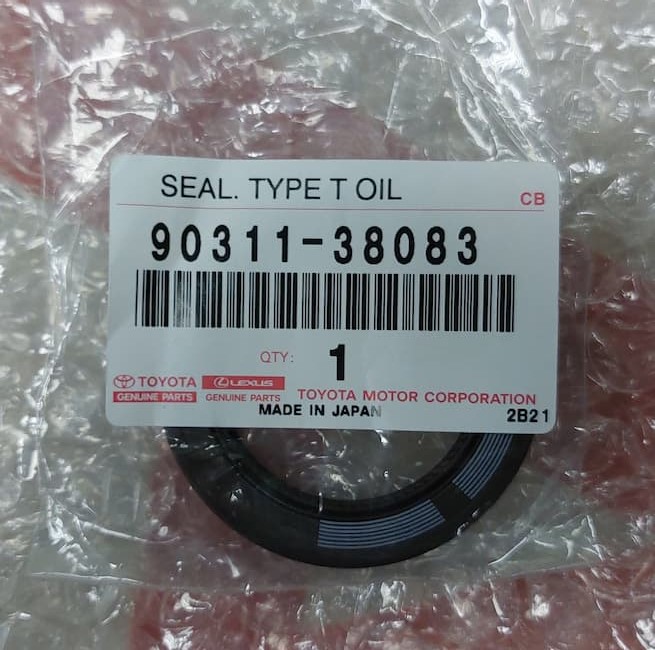 SEAL. TYPE T OIL
CB
90311-38083
QTY: 1
TOYOTA LEXUS
GENUINE PARTS GENUINE PARTS TOYOTA MOTOR CORPORATION
MADE IN JAPAN 2B21